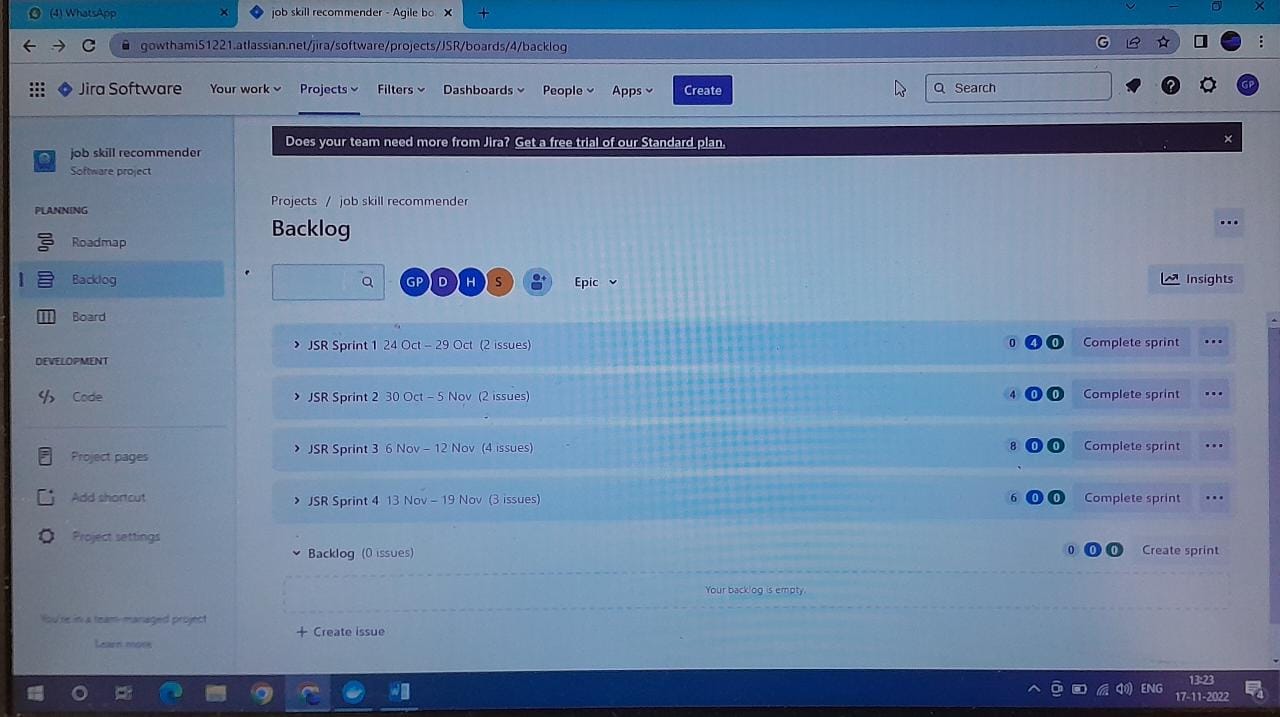 (4) WhatsApp
job skill recommender - Agile bo
gowthamiS1221.atlassian.net/jira/software/projects/JSR/boards/4/backlog
Jira Software
Your work
Projects
Filters
Dashboards
People
Apps
Create
Search
GP
job skill recommender
Software project
Does your team need more from Jira? Get a free trial of our Standard plan.
PLANNING
Roadmap
Backlog
Board
DEVELOPMENT
Code
Project pages
Add shortcut
Project settings
You're in a team-managed project
Learn more
Projects / job skill recommender
Backlog
GP D H S
Epic
Insights
JSR Sprint 1 24 Oct – 29 Oct (2 issues) 0 4 0 Complete sprint
JSR Sprint 2 30 Oct – 5 Nov (2 issues) 4 0 0 Complete sprint
JSR Sprint 3 6 Nov – 12 Nov (4 issues) 8 0 0 Complete sprint
JSR Sprint 4 13 Nov – 19 Nov (3 issues) 6 0 0 Complete sprint
Backlog (0 issues) 0 0 0 Create sprint
Your backlog is empty.
+ Create issue
ENG
13:23
17-11-2022
4